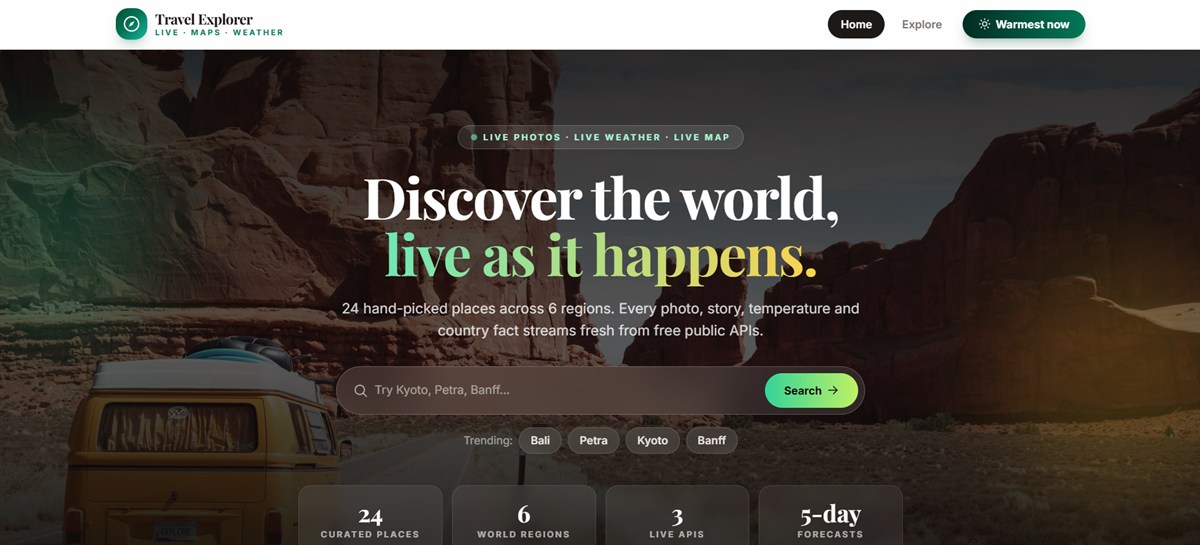 Travel Explorer
LIVE · MAPS · WEATHER
Home
Explore
Warmest now
LIVE PHOTOS · LIVE WEATHER · LIVE MAP
Discover the world,
live as it happens.
24 hand-picked places across 6 regions. Every photo, story, temperature and
country fact streams fresh from free public APIs.
Try Kyoto, Petra, Banff...
Search →
Trending:
Bali
Petra
Kyoto
Banff
24
CURATED PLACES
6
WORLD REGIONS
3
LIVE APIS
5-day
FORECASTS
EXPLORE